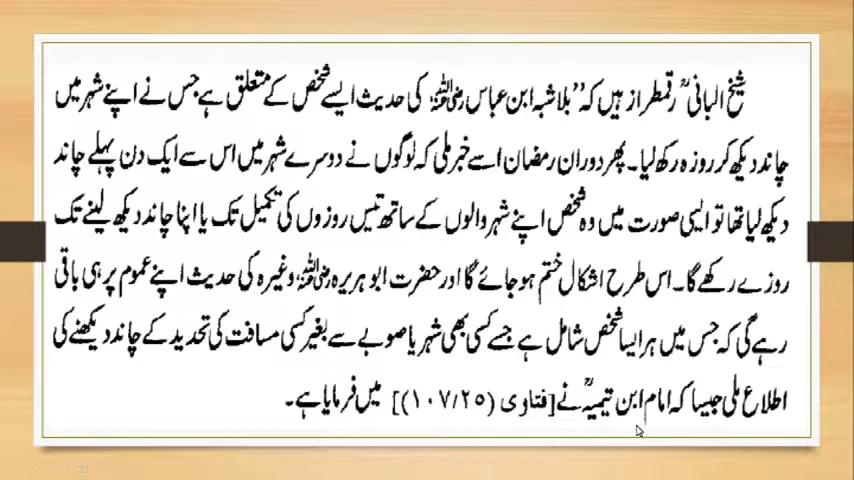 شیخ البانی ؒ رقمطراز ہیں کہ ’’بلاشبہ ابن عباس رضی اللہ عنہ کی حدیث ایسے شخص کے متعلق ہے جس نے اپنے شہر میں
چاند دیکھ کر روزہ رکھ لیا۔ پھر دوران رمضان اسے خبر ملی کہ لوگوں نے دوسرے شہر میں اس سے ایک دن پہلے چاند
دیکھ لیا تھا تو ایسی صورت میں وہ شخص اپنے شہر والوں کے ساتھ تیس روزوں کی تکمیل تک یا اپنا چاند دیکھ لینے تک
روزے رکھے گا۔ اس طرح اشکال ختم ہو جائے گا اور حضرت ابو ہریرہ رضی اللہ عنہ وغیرہ کی حدیث اپنے عموم پر ہی باقی
رہے گی کہ جس میں ہر ایسا شخص شامل ہے جسے کسی بھی شہر یا صوبے سے بغیر کسی مسافت کی تحدید کے چاند دیکھنے کی
اطلاع ملی جیسا کہ امام ابن تیمیہ ؒ نے [فتاوی (۱۰۷/۲۵)] میں فرمایا ہے۔